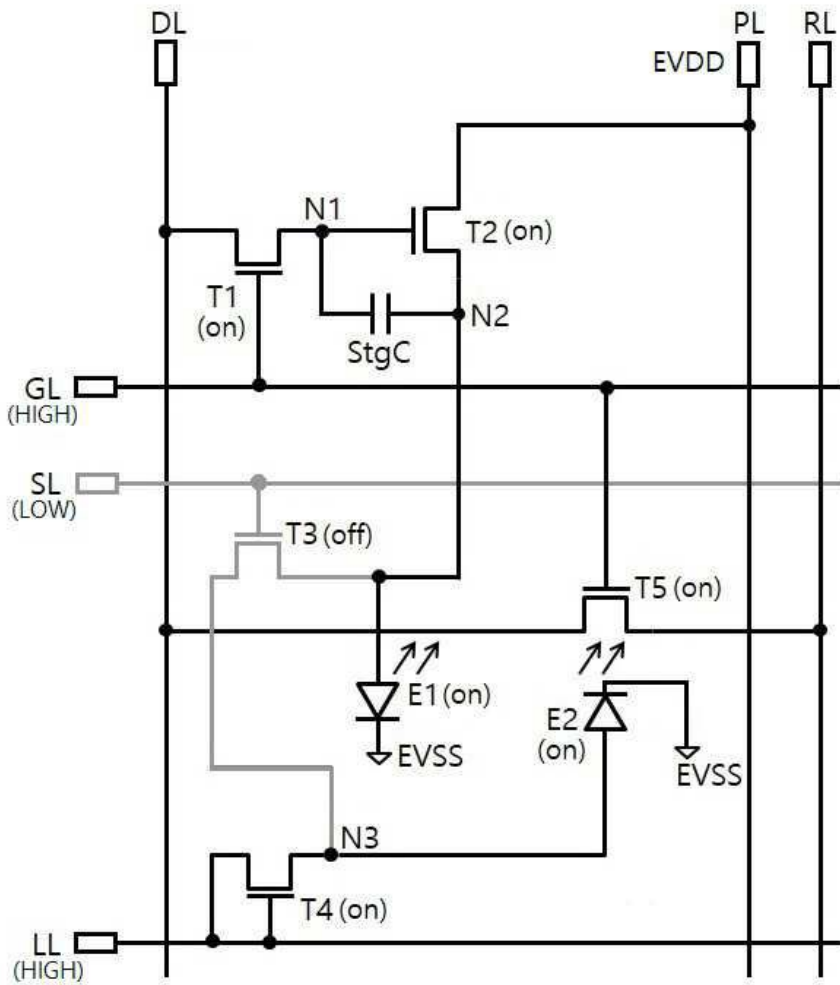 DL
PL
RL
EVDD
N1
T2 (on)
T1
(on)
N2
StgC
GL
(HIGH)
SL
(LOW)
T3 (off)
T5 (on)
E1 (on)
E2
(on)
EVSS
EVSS
N3
T4 (on)
LL
(HIGH)